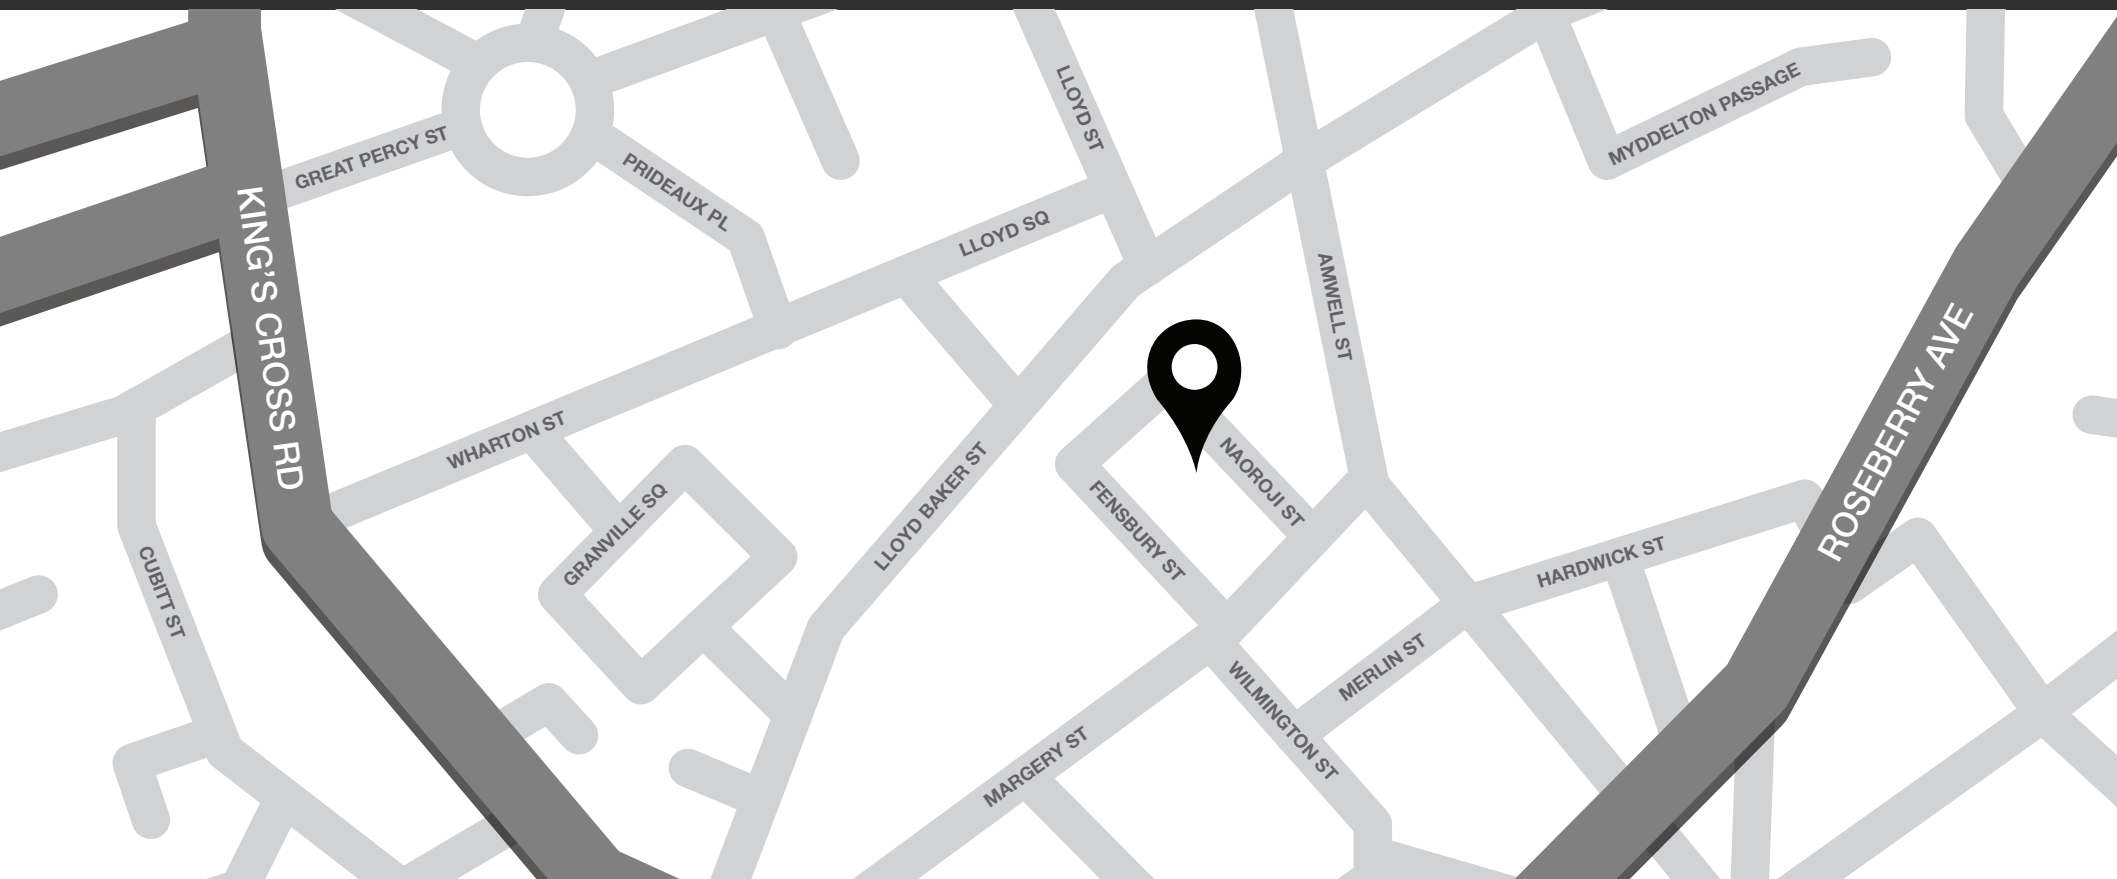 LLOYD ST
MYDDELTON PASSAGE
GREAT PERCY ST
PRIDEAUX PL
LLOYD SQ
KING'S CROSS RD
AMWELL ST
ROSEBERRY AVE
WHARTON ST
NAOROJI ST
LLOYD BAKER ST
GRANVILLE SQ
FENSBURY ST
HARDWICK ST
CUBITT ST
MERLIN ST
WILMINGTON ST
MARGERY ST